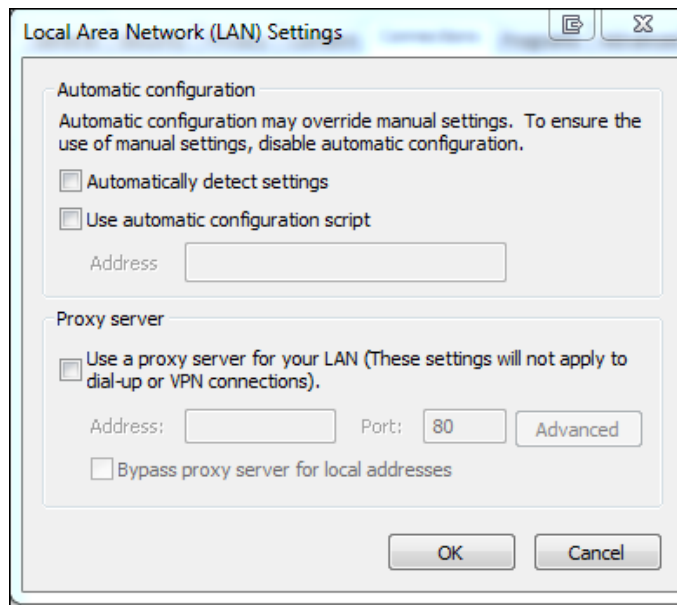 Local Area Network (LAN) Settings
Automatic configuration
Automatic configuration may override manual settings. To ensure the
use of manual settings, disable automatic configuration.
Automatically detect settings
Use automatic configuration script
Address
Proxy server
Use a proxy server for your LAN (These settings will not apply to
dial-up or VPN connections).
Address:
Port:
80
Advanced
Bypass proxy server for local addresses
OK
Cancel